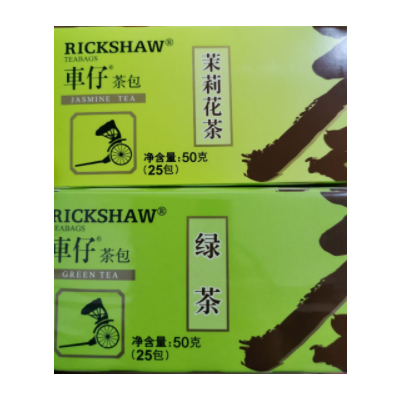 RICKSHAW®
TEABAGS
車仔®茶包
JASMINE TEA
茉莉花茶
净含量:50克
(25包)
RICKSHAW®
TEABAGS
車仔®茶包
GREEN TEA
绿茶
净含量:50克
(25包)